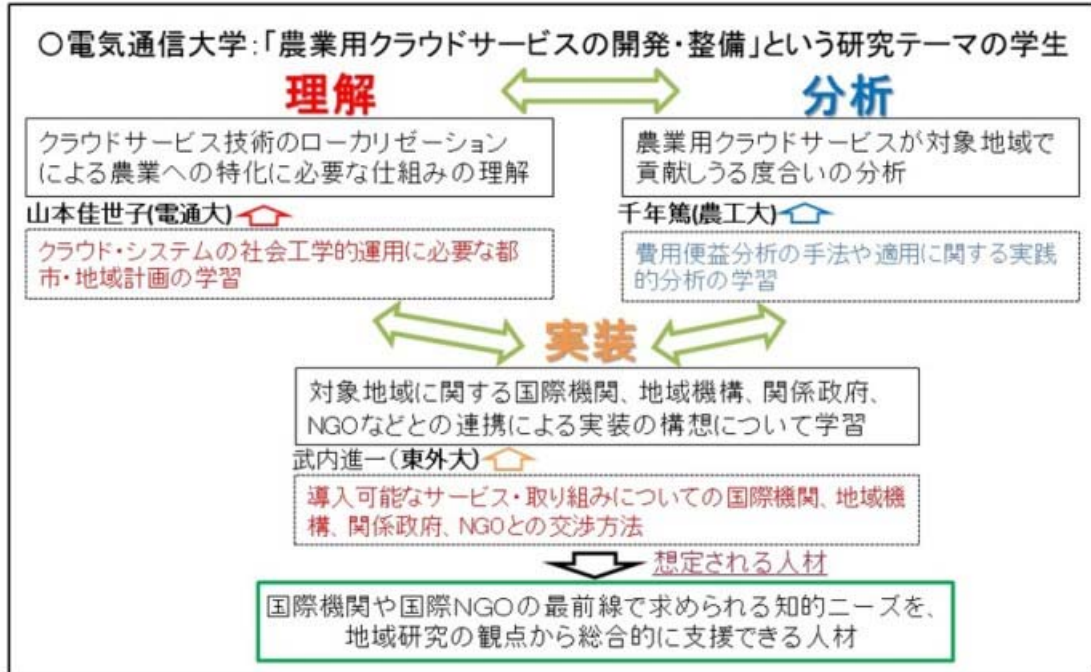 〇電気通信大学:「農業用クラウドサービスの開発・整備」という研究テーマの学生
理解
分析
クラウドサービス技術のローカリゼーション
による農業への特化に必要な仕組みの理解
農業用クラウドサービスが対象地域で
貢献しうる度合いの分析
山本佳世子(電通大)
千年篤(農工大)
クラウド・システムの社会工学的運用に必要な都
市・地域計画の学習
費用便益分析の手法や適用に関する実践
的分析の学習
実装
対象地域に関する国際機関、地域機構、関係政府、
NGOなどとの連携による実装の構想について学習
武内進一(東外大)
導入可能なサービス・取り組みについての国際機関、地域機
構、関係政府、NGOとの交渉方法
想定される人材
国際機関や国際NGOの最前線で求められる知的ニーズを、
地域研究の観点から総合的に支援できる人材